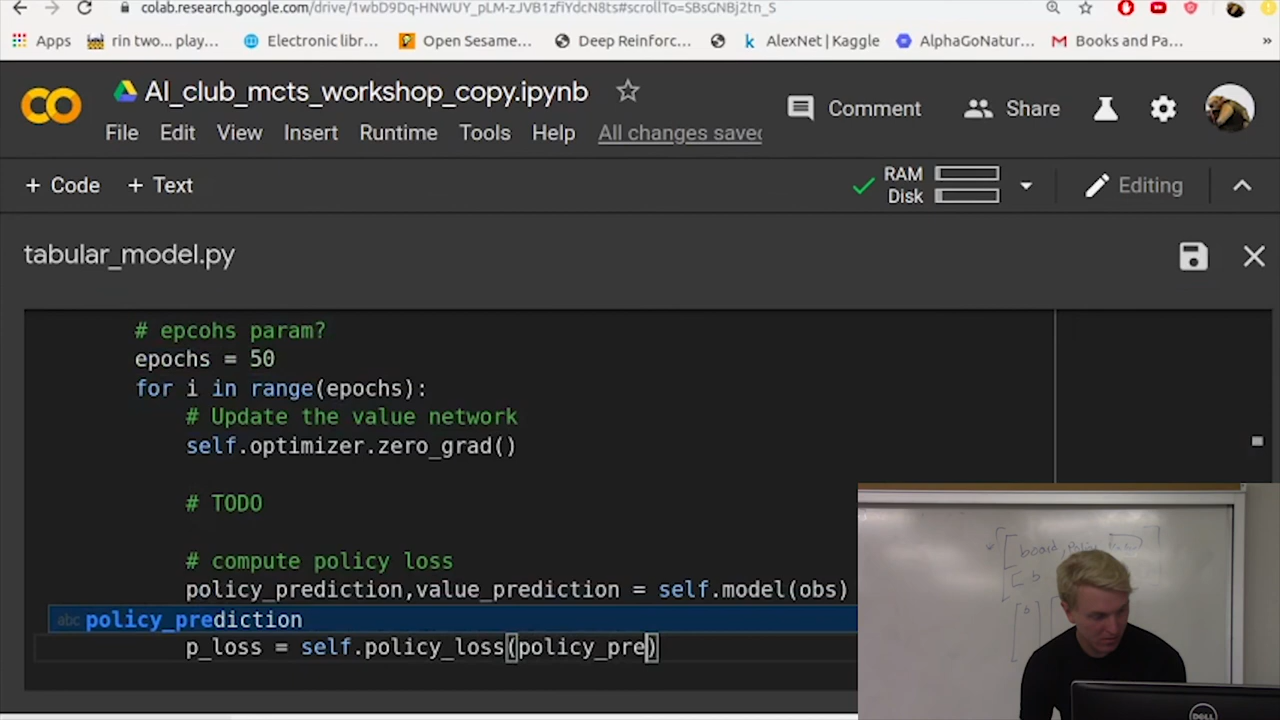 colab.research.google.com/drive/1wbD9Dq-HNWUY_pLM-zJVB1zfiYdcN8ts#scrollTo=SBsGNBj2tn_S
Apps rin two... play... Electronic libr... Open Sesame... Deep Reinforc... AlexNet | Kaggle AlphaGoNatur... Books and Pa... »
AI_club_mcts_workshop_copy.ipynb
Comment Share
File Edit View Insert Runtime Tools Help All changes saved
+ Code + Text
RAM
Disk
Editing
tabular_model.py
# epcohs param?
epochs = 50
for i in range(epochs):
# Update the value network
self.optimizer.zero_grad()
# TODO
# compute policy loss
policy_prediction,value_prediction = self.model(obs)
abc policy_prediction
p_loss = self.policy_loss(policy_pre)
board, Policy
DELL